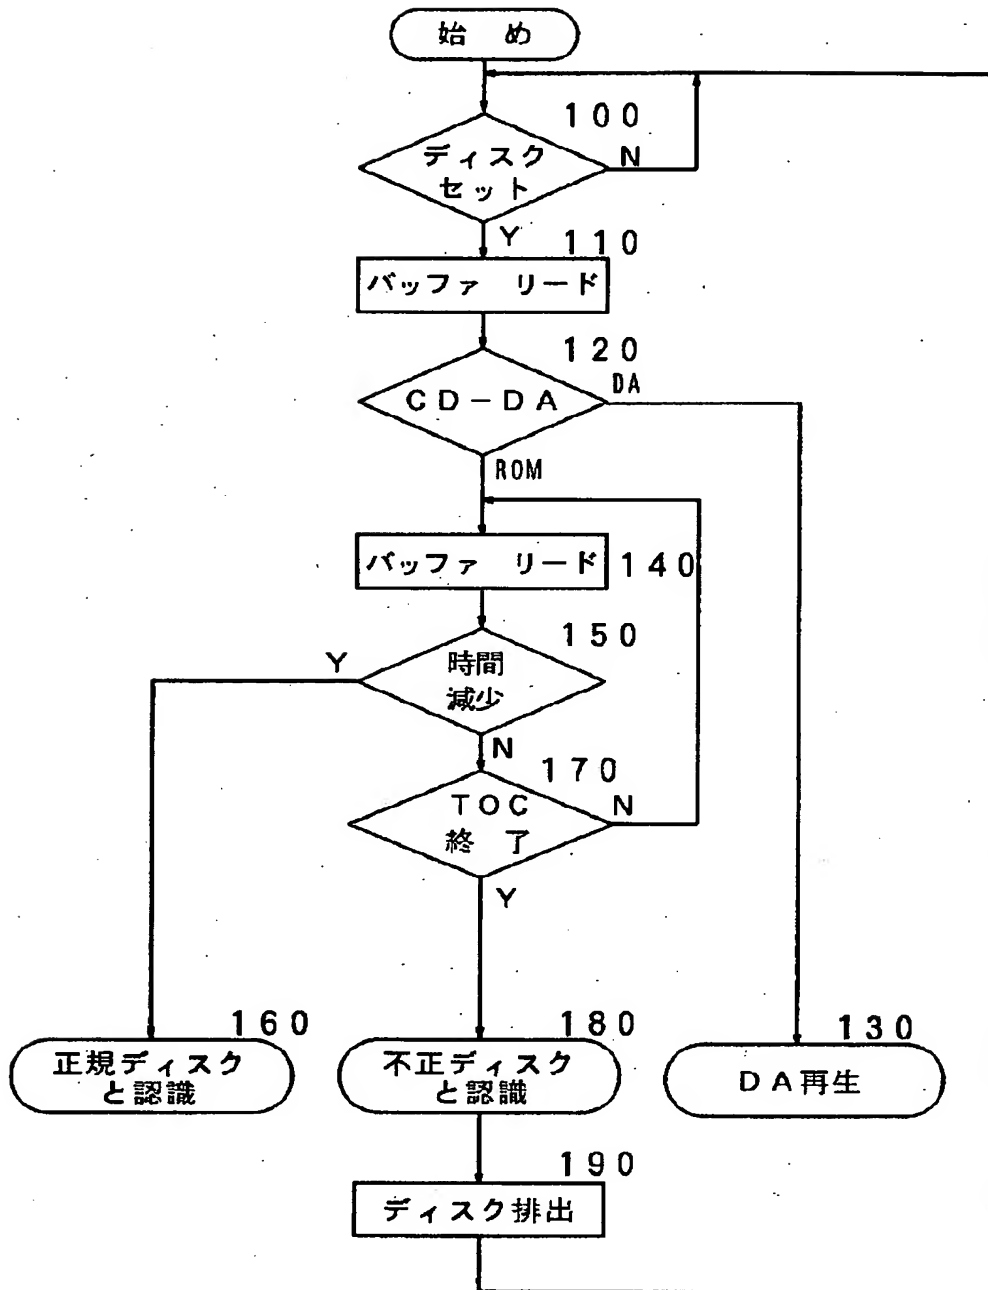 始 め
100
ディスク
セット
N
Y
110
バッファ リード
120
CD-DA
DA
ROM
バッファ リード
140
150
時間
減少
Y
N
170
TOC
終 了
N
Y
160
正規ディスク
と認識
180
不正ディスク
と認識
130
DA再生
190
ディスク排出